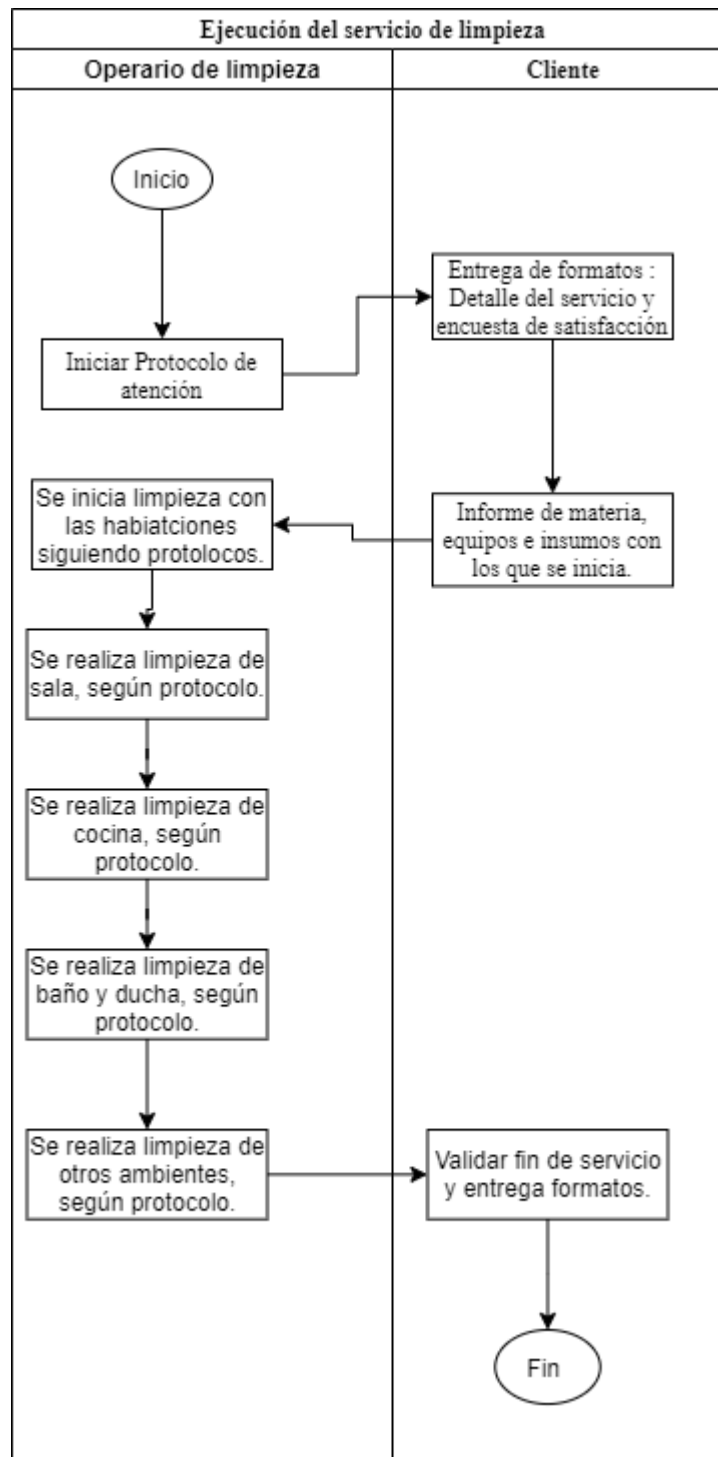 Ejecución del servicio de limpieza
Operario de limpieza
Cliente
Inicio
Iniciar Protocolo de
atención
Entrega de formatos :
Detalle del servicio y
encuesta de satisfacción
Informe de materia,
equipos e insumos con
los que se inicia.
Se inicia limpieza con
las habiatciones
siguiendo protolocos.
Se realiza limpieza de
sala, según protocolo.
Se realiza limpieza de
cocina, según
protocolo.
Se realiza limpieza de
baño y ducha, según
protocolo.
Se realiza limpieza de
otros ambientes,
según protocolo.
Validar fin de servicio
y entrega formatos.
Fin